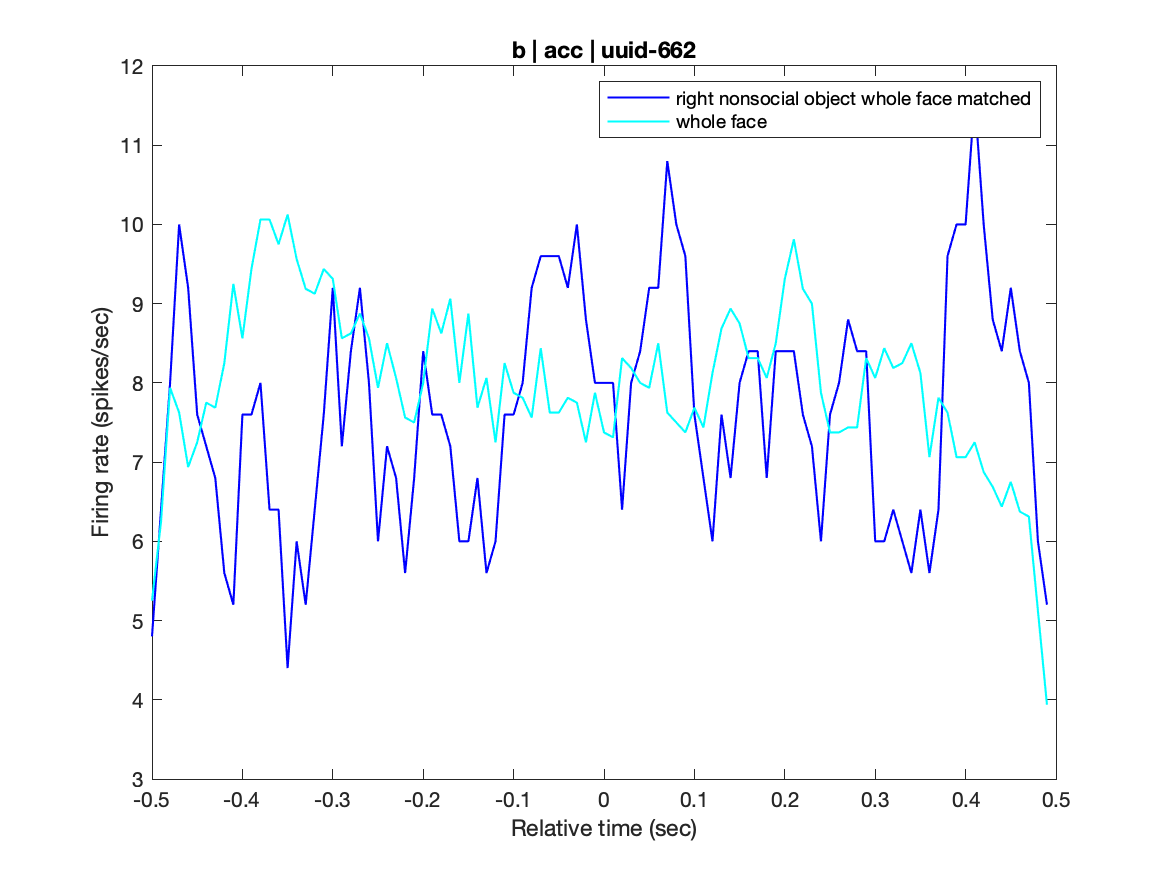 b | acc | uuid-662
right nonsocial object whole face matched
whole face
12
11
10
9
8
7
6
5
4
3
Firing rate (spikes/sec)
-0.5 -0.4 -0.3 -0.2 -0.1 0 0.1 0.2 0.3 0.4 0.5
Relative time (sec)